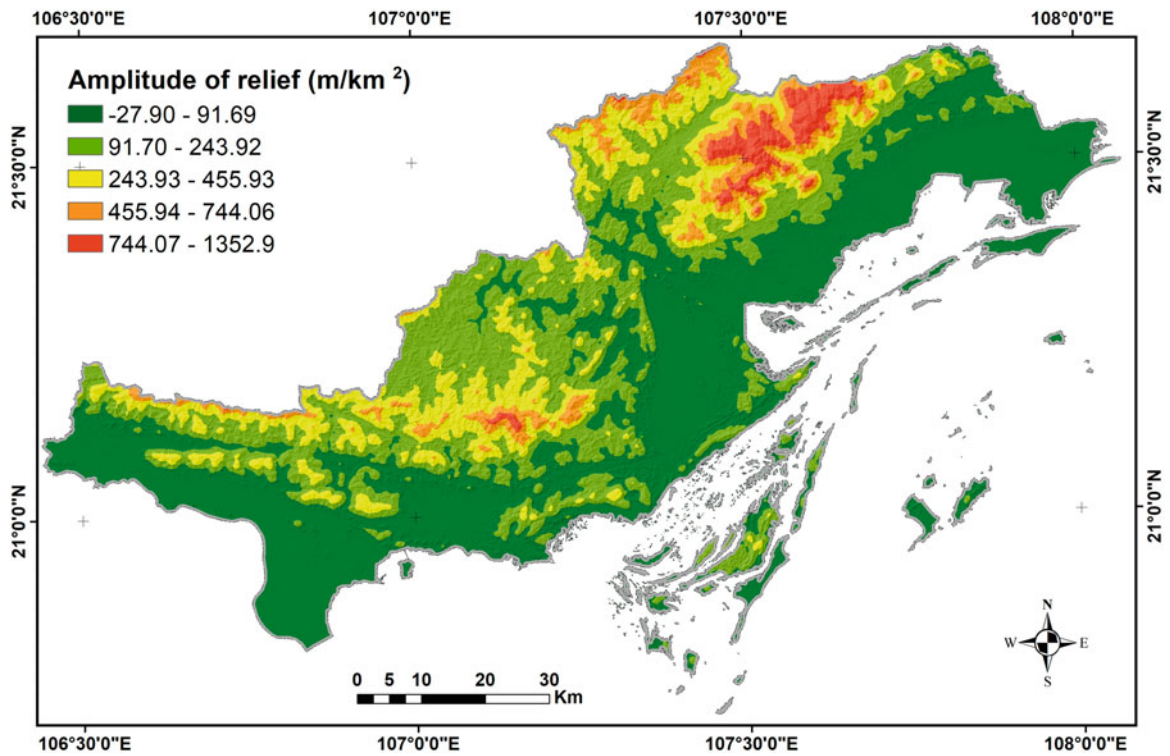 106°30'0"E 107°0'0"E 107°30'0"E 108°0'0"E
Amplitude of relief (m/km ²)
-27.90 - 91.69
91.70 - 243.92
243.93 - 455.93
455.94 - 744.06
744.07 - 1352.9
21°30'0"N
21°0'0"N
21°30'0"N
21°0'0"N
N
W E
S
0 5 10 20 30
Km
106°30'0"E 107°0'0"E 107°30'0"E 108°0'0"E